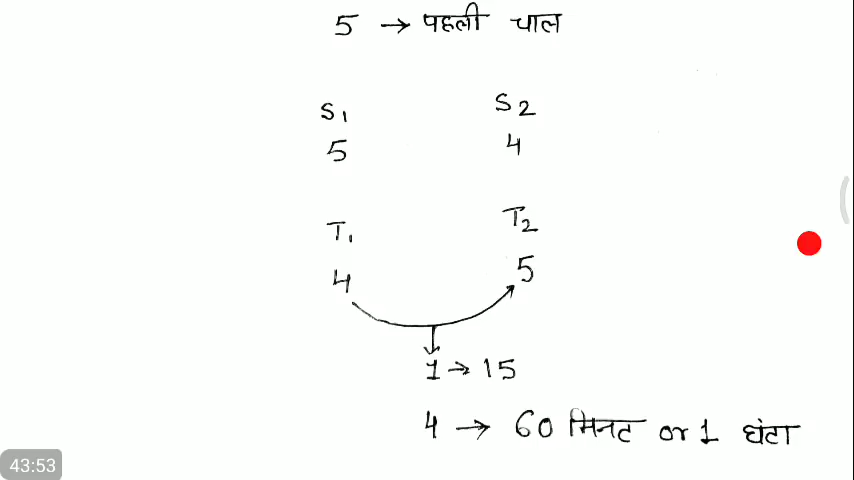 5 → पहली चाल
S₁ S₂
5 4
T₁ T₂
4 5
1 → 15
4 → 60 मिनट or 1 घंटा
43:53